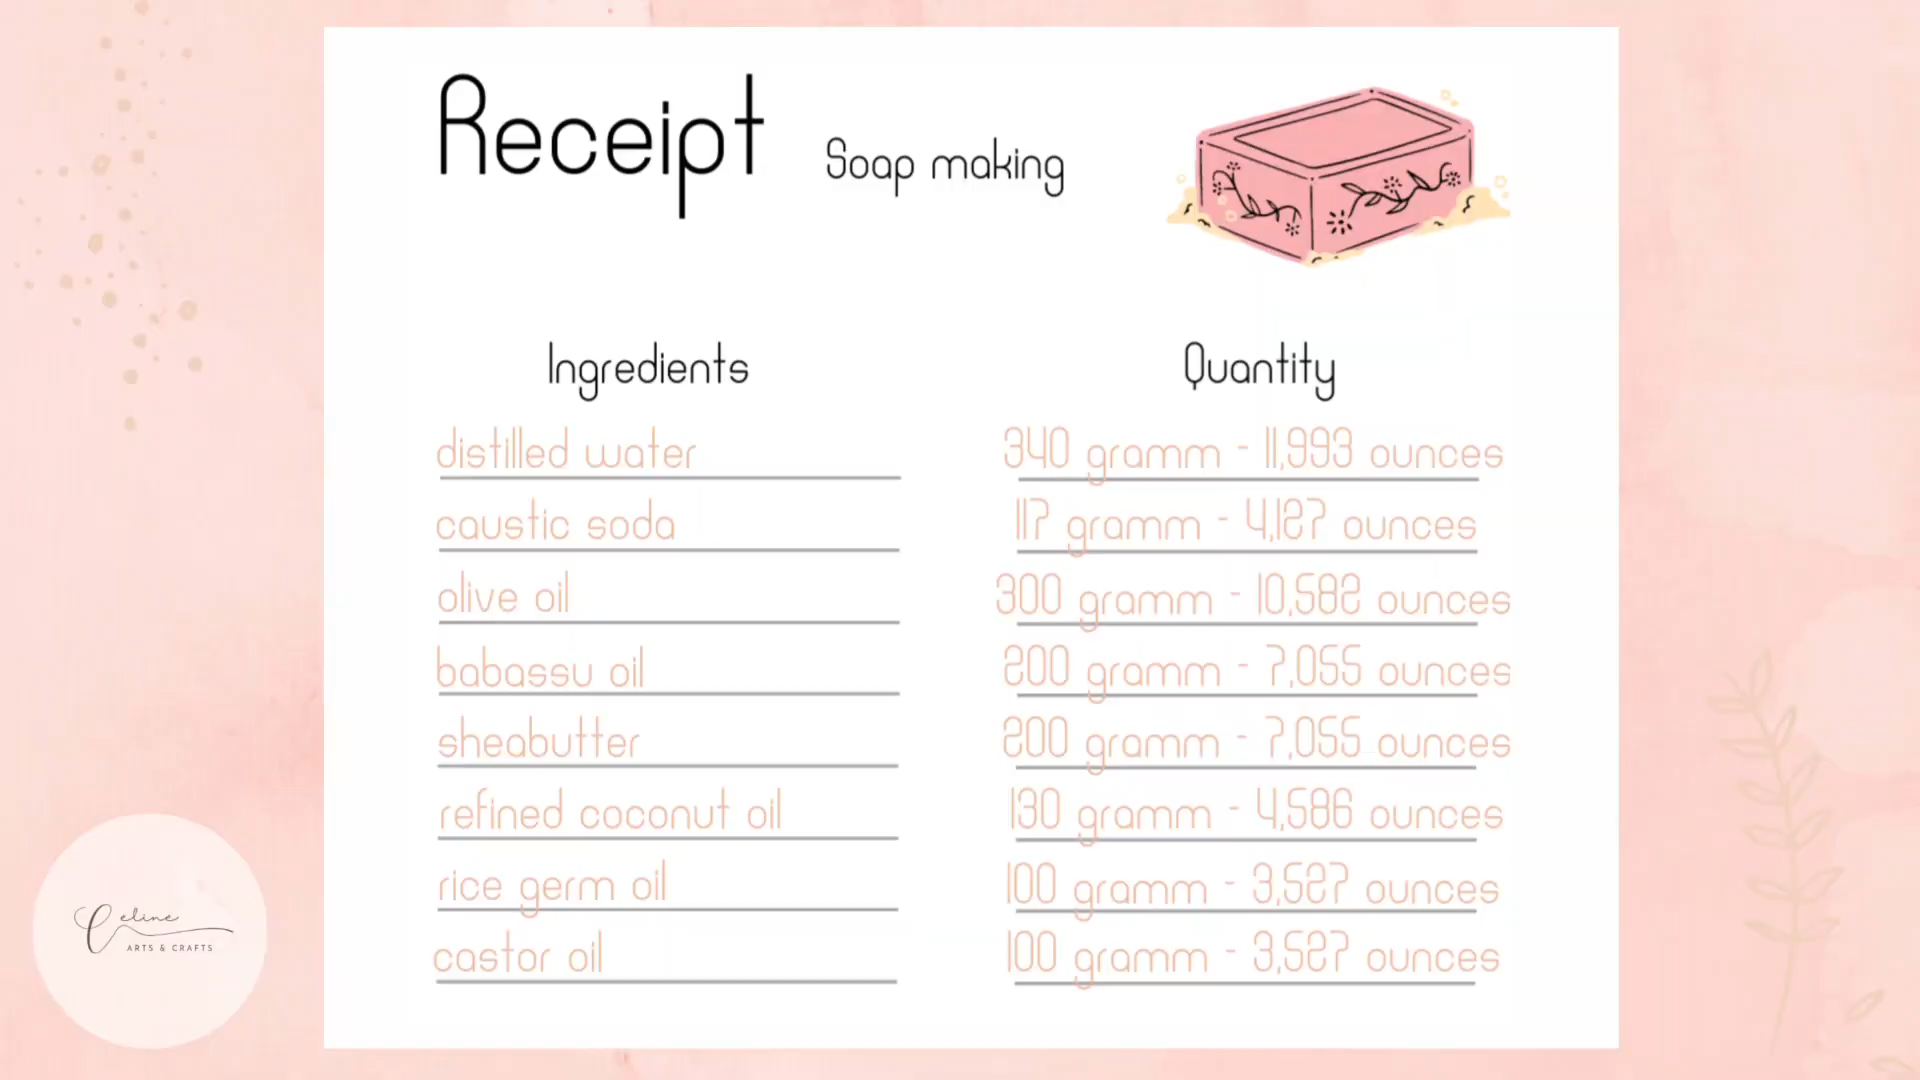 Receipt Soap making
Ingredients Quantity
distilled water 340 gramm - 11,993 ounces
caustic soda 117 gramm - 4,127 ounces
olive oil 300 gramm - 10,582 ounces
babassu oil 200 gramm - 7,055 ounces
sheabutter 200 gramm - 7,055 ounces
refined coconut oil 130 gramm - 4,586 ounces
rice germ oil 100 gramm - 3,527 ounces
castor oil 100 gramm - 3,527 ounces
Celine
ARTS & CRAFTS